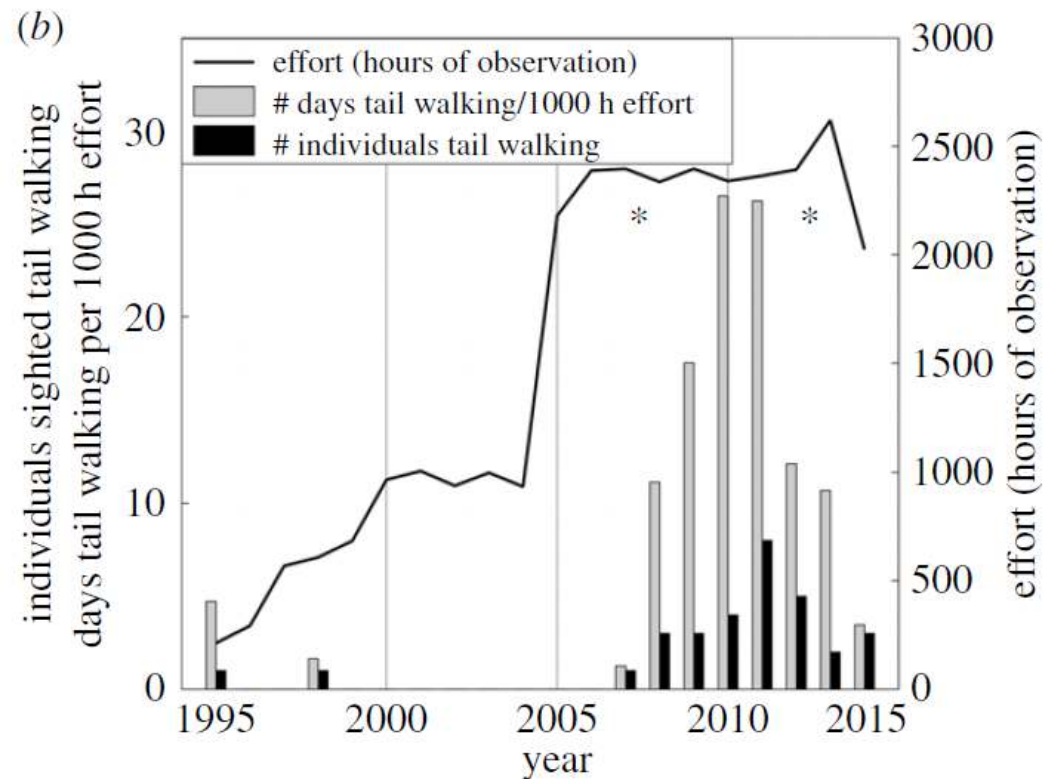 (b)
effort (hours of observation)
# days tail walking/1000 h effort
# individuals tail walking
individuals sighted tail walking
days tail walking per 1000 h effort
30
20
10
0
3000
2500
2000
1500
1000
500
0
effort (hours of observation)
*
*
1995
2000
2005
2010
2015
year